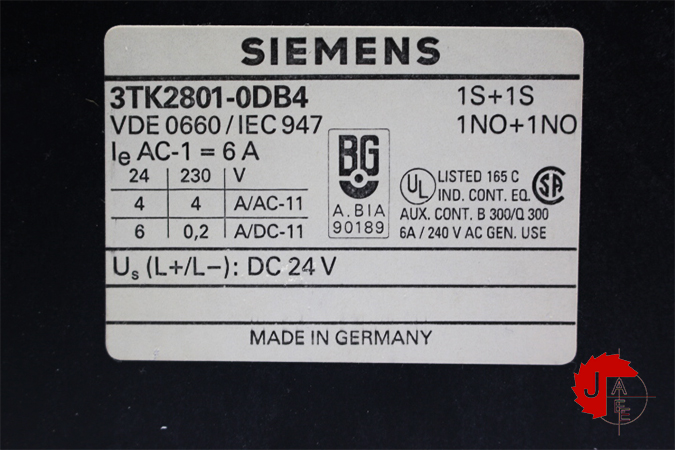 SIEMENS
3TK2801-0DB4 1S+1S
VDE 0660/IEC 947 1NO+1NO
Ie AC-1 = 6 A
24 230 V
4 4 A/AC-11
6 0,2 A/DC-11
BG
A.BIA
90189
UL LISTED 165 C SA
IND. CONT. EQ.
AUX. CONT. B 300/Q 300
6A / 240 V AC GEN. USE
Us (L+/L−): DC 24 V
MADE IN GERMANY
J